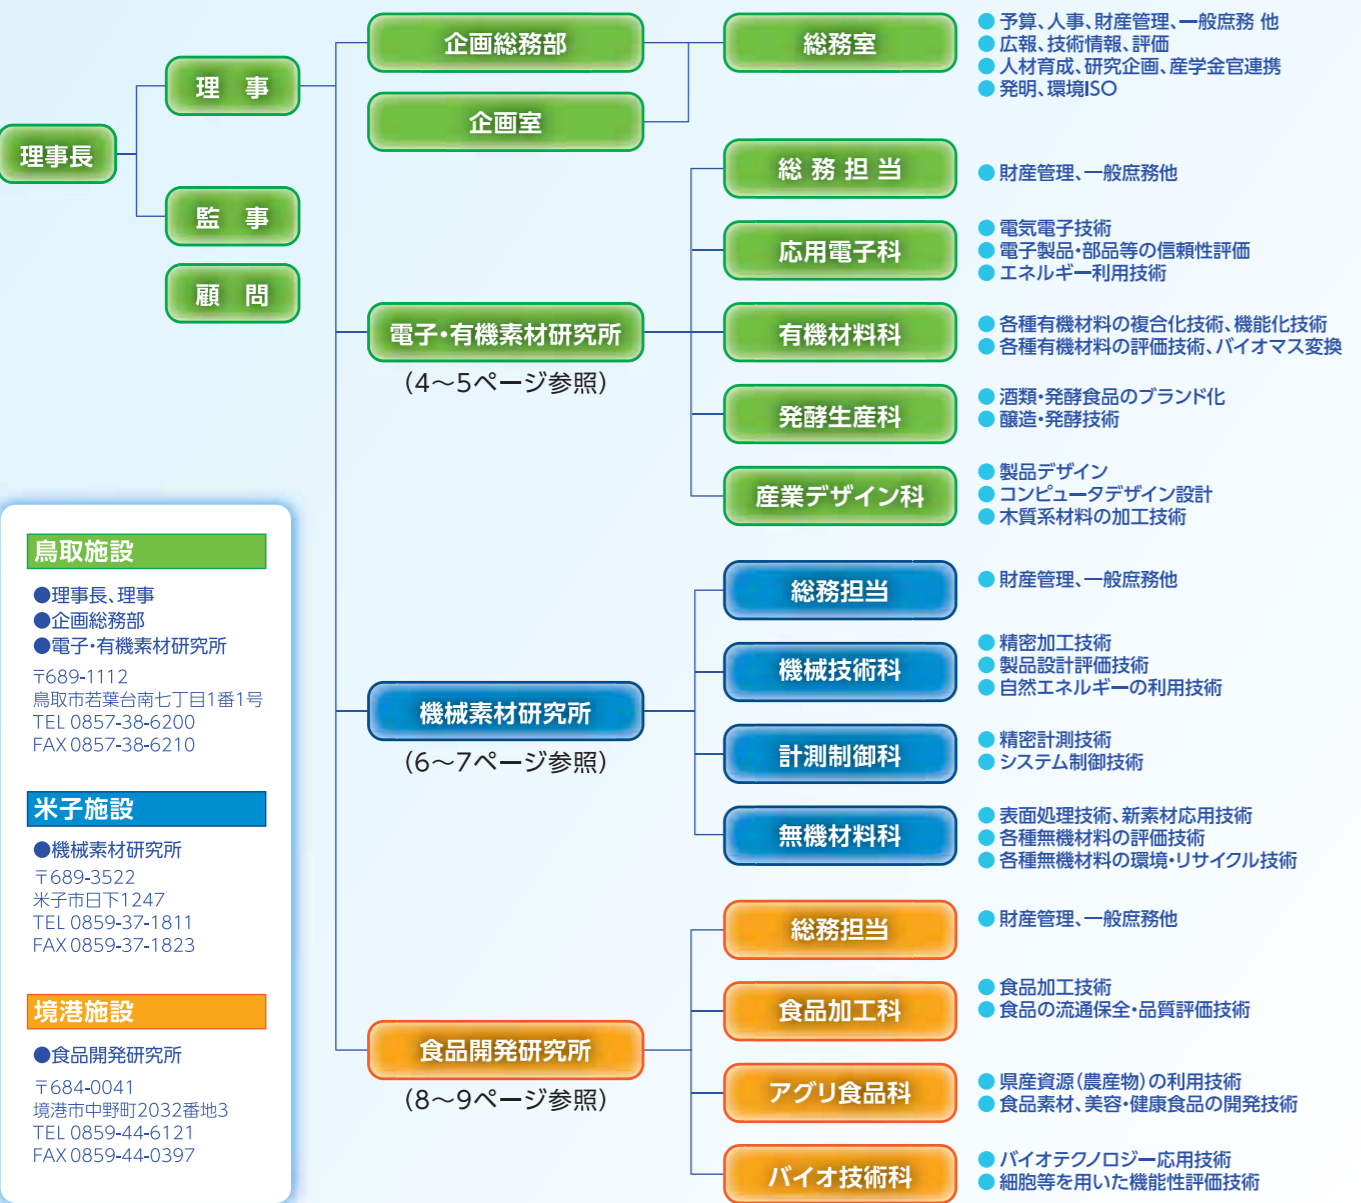 理事長
理 事
監 事
顧 問
企画総務部
企画室
総務室
●予算、人事、財産管理、一般庶務 他
●広報、技術情報、評価
●人材育成、研究企画、産学金官連携
●発明、環境ISO
電子・有機素材研究所
(4〜5ページ参照)
総 務 担 当
●財産管理、一般庶務他
応用電子科
●電気電子技術
●電子製品・部品等の信頼性評価
●エネルギー利用技術
有機材料科
●各種有機材料の複合化技術、機能化技術
●各種有機材料の評価技術、バイオマス変換
発酵生産科
●酒類・発酵食品のブランド化
●醸造・発酵技術
産業デザイン科
●製品デザイン
●コンピュータデザイン設計
●木質系材料の加工技術
機械素材研究所
(6〜7ページ参照)
総務担当
●財産管理、一般庶務他
機械技術科
●精密加工技術
●製品設計評価技術
●自然エネルギーの利用技術
計測制御科
●精密計測技術
●システム制御技術
無機材料科
●表面処理技術、新素材応用技術
●各種無機材料の評価技術
●各種無機材料の環境・リサイクル技術
食品開発研究所
(8〜9ページ参照)
総務担当
●財産管理、一般庶務他
食品加工科
●食品加工技術
●食品の流通保全・品質評価技術
アグリ食品科
●県産資源(農産物)の利用技術
●食品素材、美容・健康食品の開発技術
バイオ技術科
●バイオテクノロジー応用技術
●細胞等を用いた機能性評価技術
鳥取施設
●理事長、理事
●企画総務部
●電子・有機素材研究所
〒689-1112
鳥取市若葉台南七丁目1番1号
TEL 0857-38-6200
FAX 0857-38-6210
米子施設
●機械素材研究所
〒689-3522
米子市日下1247
TEL 0859-37-1811
FAX 0859-37-1823
境港施設
●食品開発研究所
〒684-0041
境港市中野町2032番地3
TEL 0859-44-6121
FAX 0859-44-0397